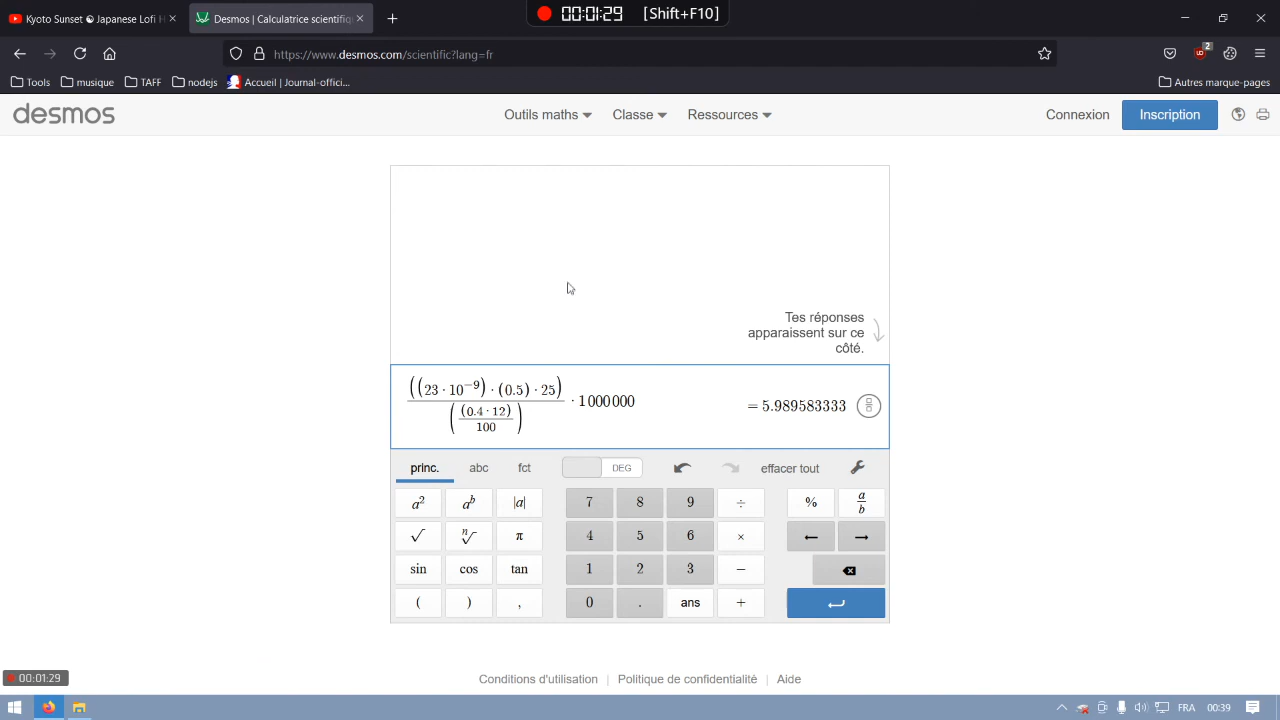 Kyoto Sunset ☯ Japanese Lofi H
Desmos | Calculatrice scientifiq
00:01:29 [Shift+F10]
https://www.desmos.com/scientific?lang=fr
2
Tools musique TAFF nodejs Accueil | Journal-offici... Autres marque-pages
desmos Outils maths Classe Ressources Connexion Inscription
Tes réponses
apparaissent sur ce
côté.
((23·10⁻⁹)·(0.5)·25)
((0.4·12)
100)
·1000000
= 5.989583333
princ. abc fct DEG effacer tout
a² aᵇ |a| 7 8 9 ÷ % a/b
√ ⁿ√ π 4 5 6 × ← →
sin cos tan 1 2 3 −
( ) , 0 . ans +
Conditions d'utilisation | Politique de confidentialité | Aide
00:01:29
FRA 00:39